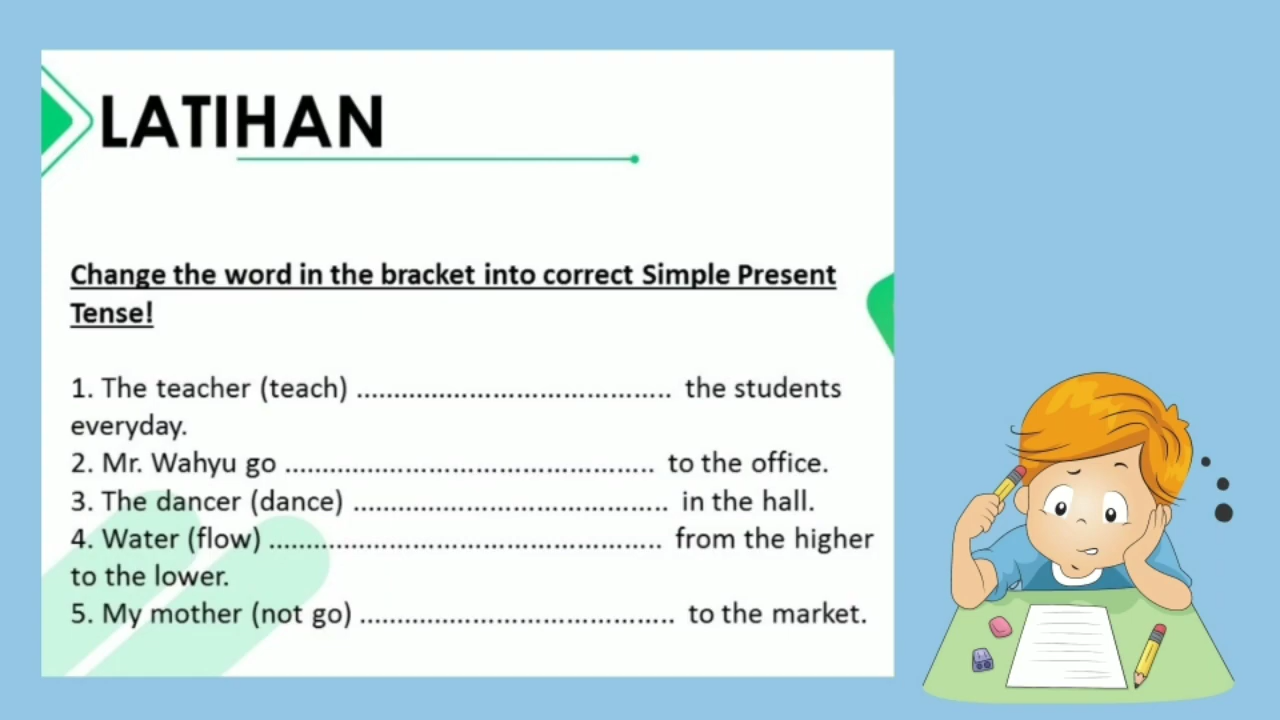 LATIHAN
Change the word in the bracket into correct Simple Present
Tense!
1. The teacher (teach) .......................................... the students
everyday.
2. Mr. Wahyu go ................................................. to the office.
3. The dancer (dance) .......................................... in the hall.
4. Water (flow) .................................................... from the higher
to the lower.
5. My mother (not go) .......................................... to the market.